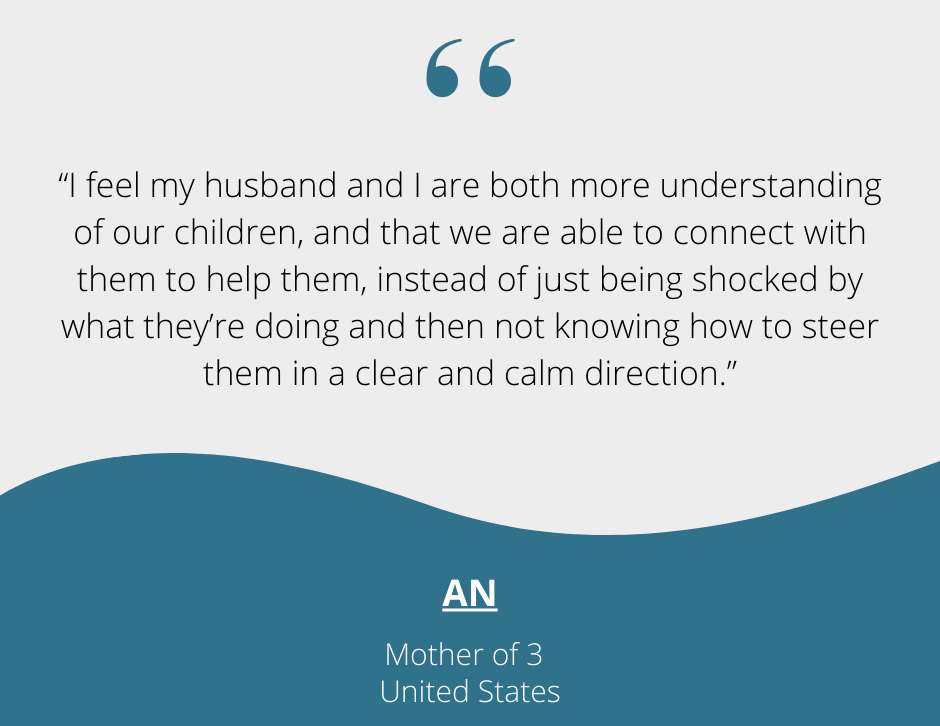 “
“I feel my husband and I are both more understanding
of our children, and that we are able to connect with
them to help them, instead of just being shocked by
what they’re doing and then not knowing how to steer
them in a clear and calm direction.”
AN
Mother of 3
United States